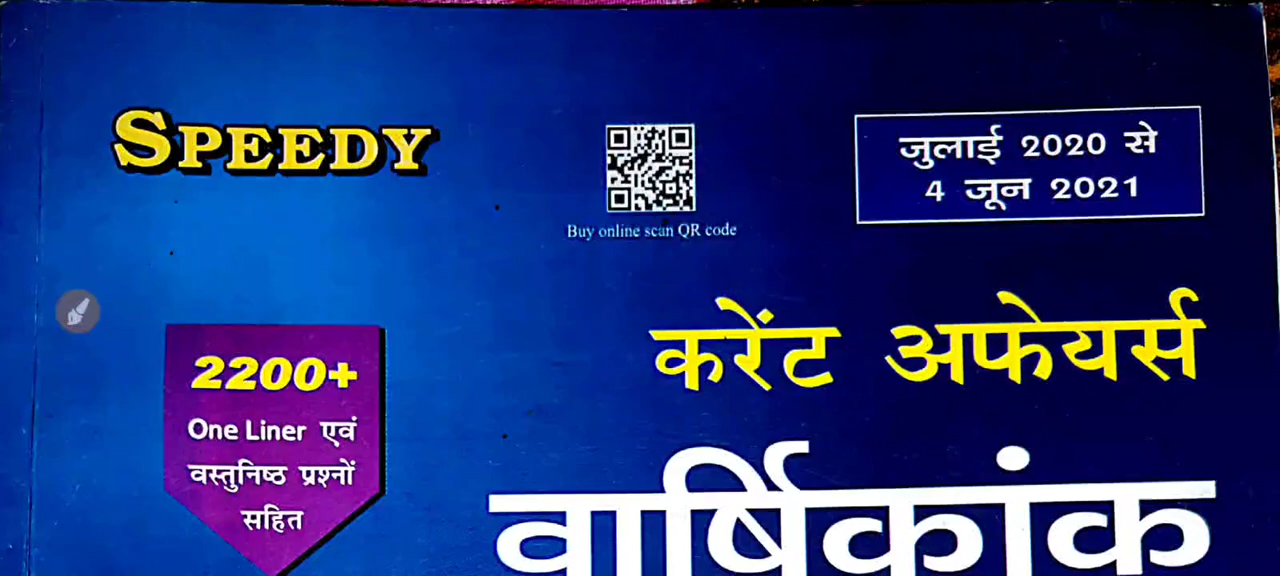 SPEEDY
Buy online scan QR code
जुलाई 2020 से
4 जून 2021
करेंट अफेयर्स
वार्षिकांक
2200+
One Liner एवं
वस्तुनिष्ठ प्रश्नों
सहित